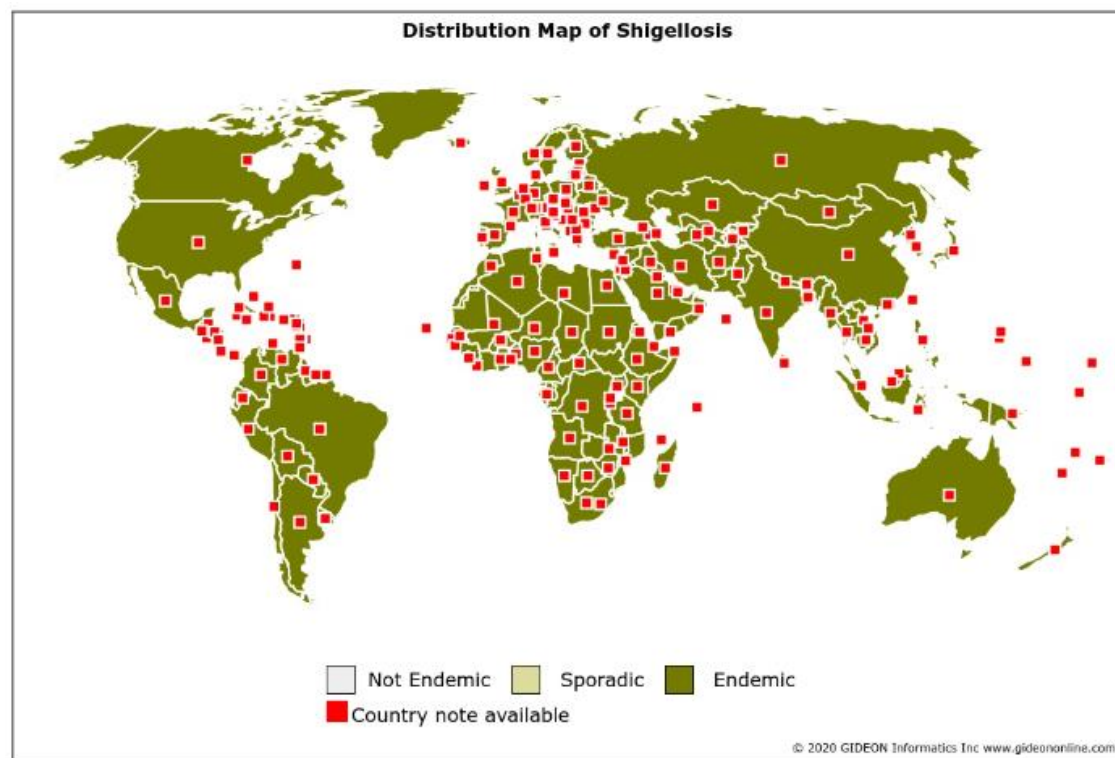 Distribution Map of Shigellosis
Not Endemic Sporadic Endemic
Country note available
© 2020 GIDEON Informatics Inc www.gideononline.com